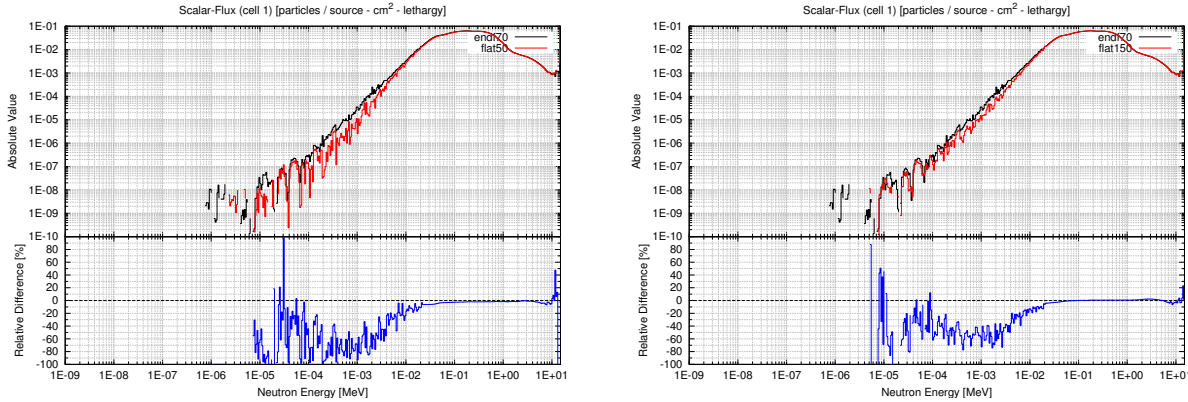 Scalar-Flux (cell 1) [particles / source - cm² - lethargy]
1E-01
1E-02
1E-03
1E-04
1E-05
1E-06
1E-07
1E-08
1E-09
1E-10
Absolute Value
endf70
flat50
80
60
40
20
0
-20
-40
-60
-80
-100
Relative Difference [%]
1E-09 1E-08 1E-07 1E-06 1E-05 1E-04 1E-03 1E-02 1E-01 1E+00 1E+01
Neutron Energy [MeV]
Scalar-Flux (cell 1) [particles / source - cm² - lethargy]
1E-01
1E-02
1E-03
1E-04
1E-05
1E-06
1E-07
1E-08
1E-09
1E-10
Absolute Value
endf70
flat150
80
60
40
20
0
-20
-40
-60
-80
-100
Relative Difference [%]
1E-09 1E-08 1E-07 1E-06 1E-05 1E-04 1E-03 1E-02 1E-01 1E+00 1E+01
Neutron Energy [MeV]